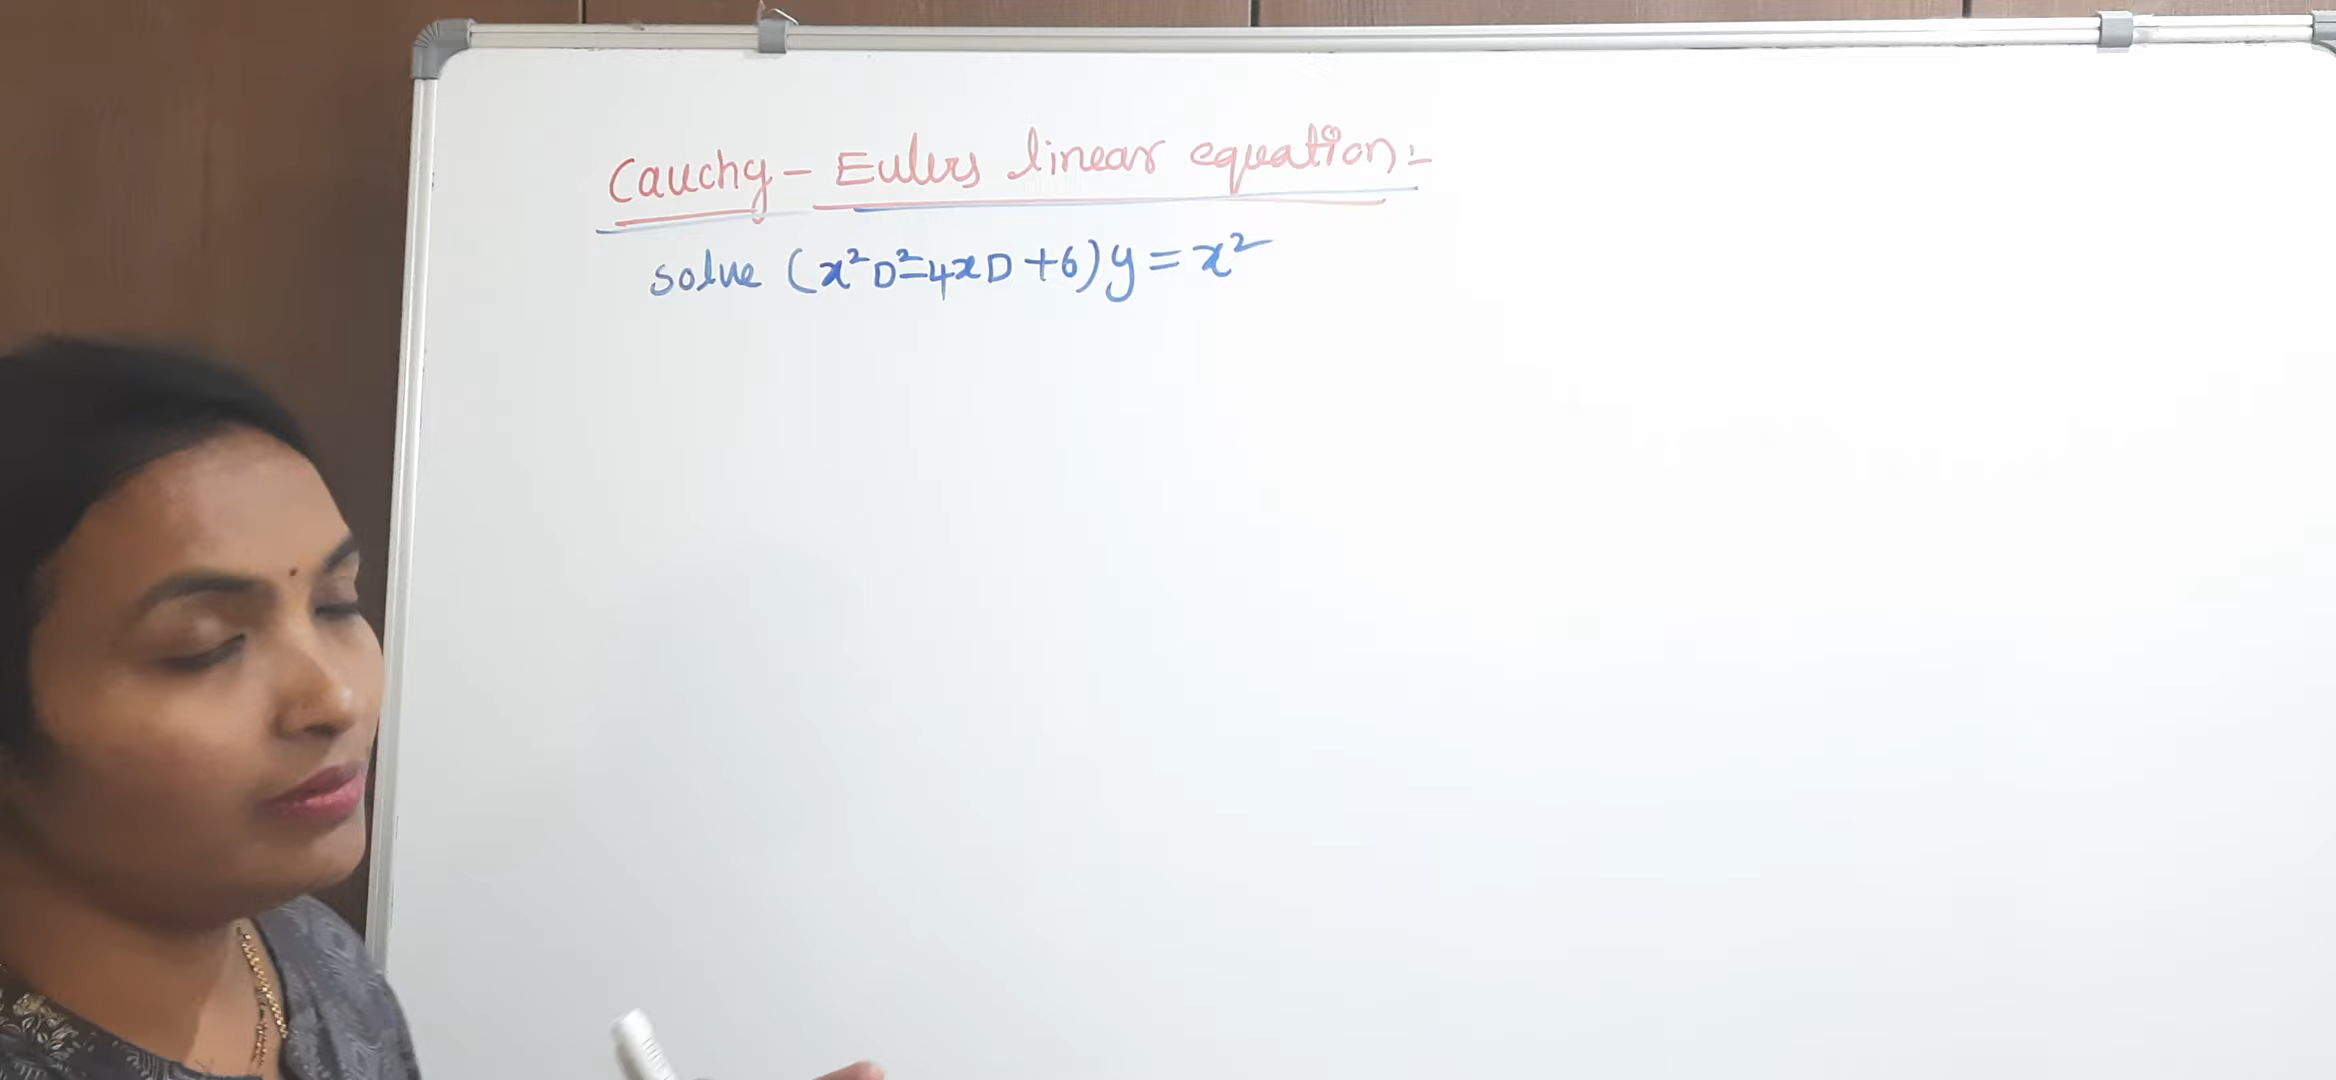 Cauchy - Eulers linear equation:-
solve (x²D²-4xD+6)y = x²